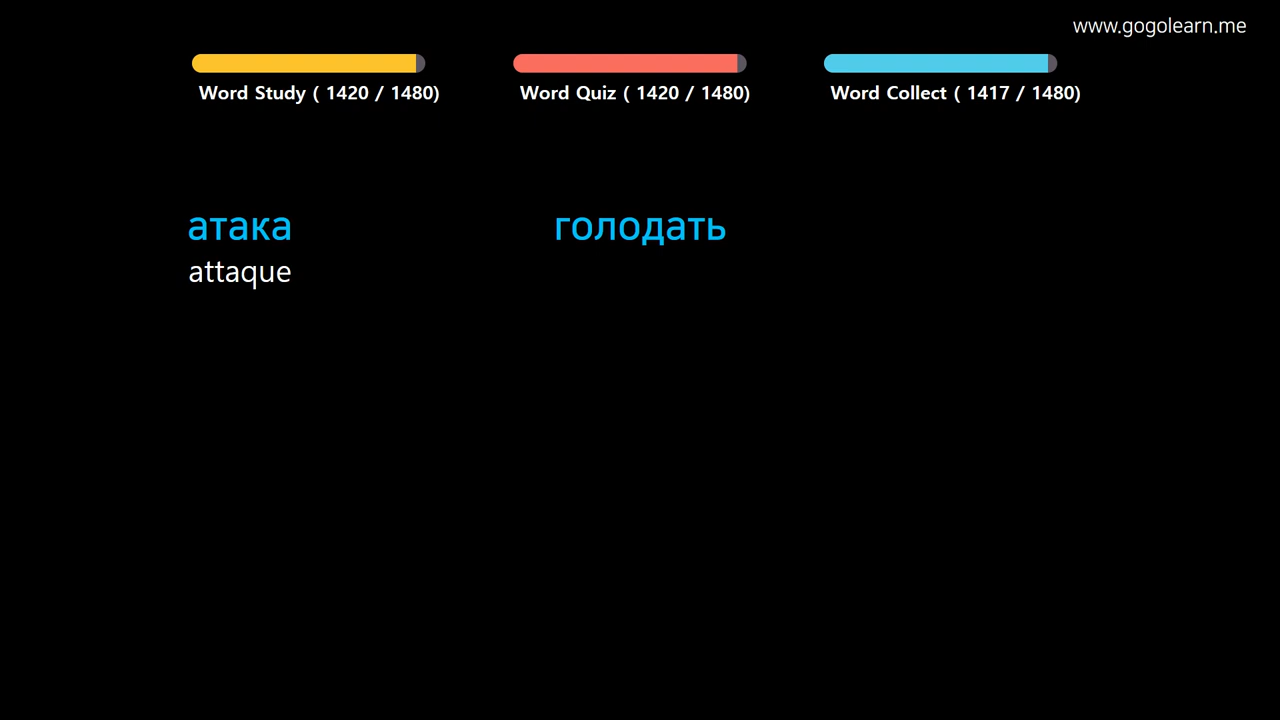 www.gogolearn.me
Word Study ( 1420 / 1480)
Word Quiz ( 1420 / 1480)
Word Collect ( 1417 / 1480)
атака
attaque
голодать